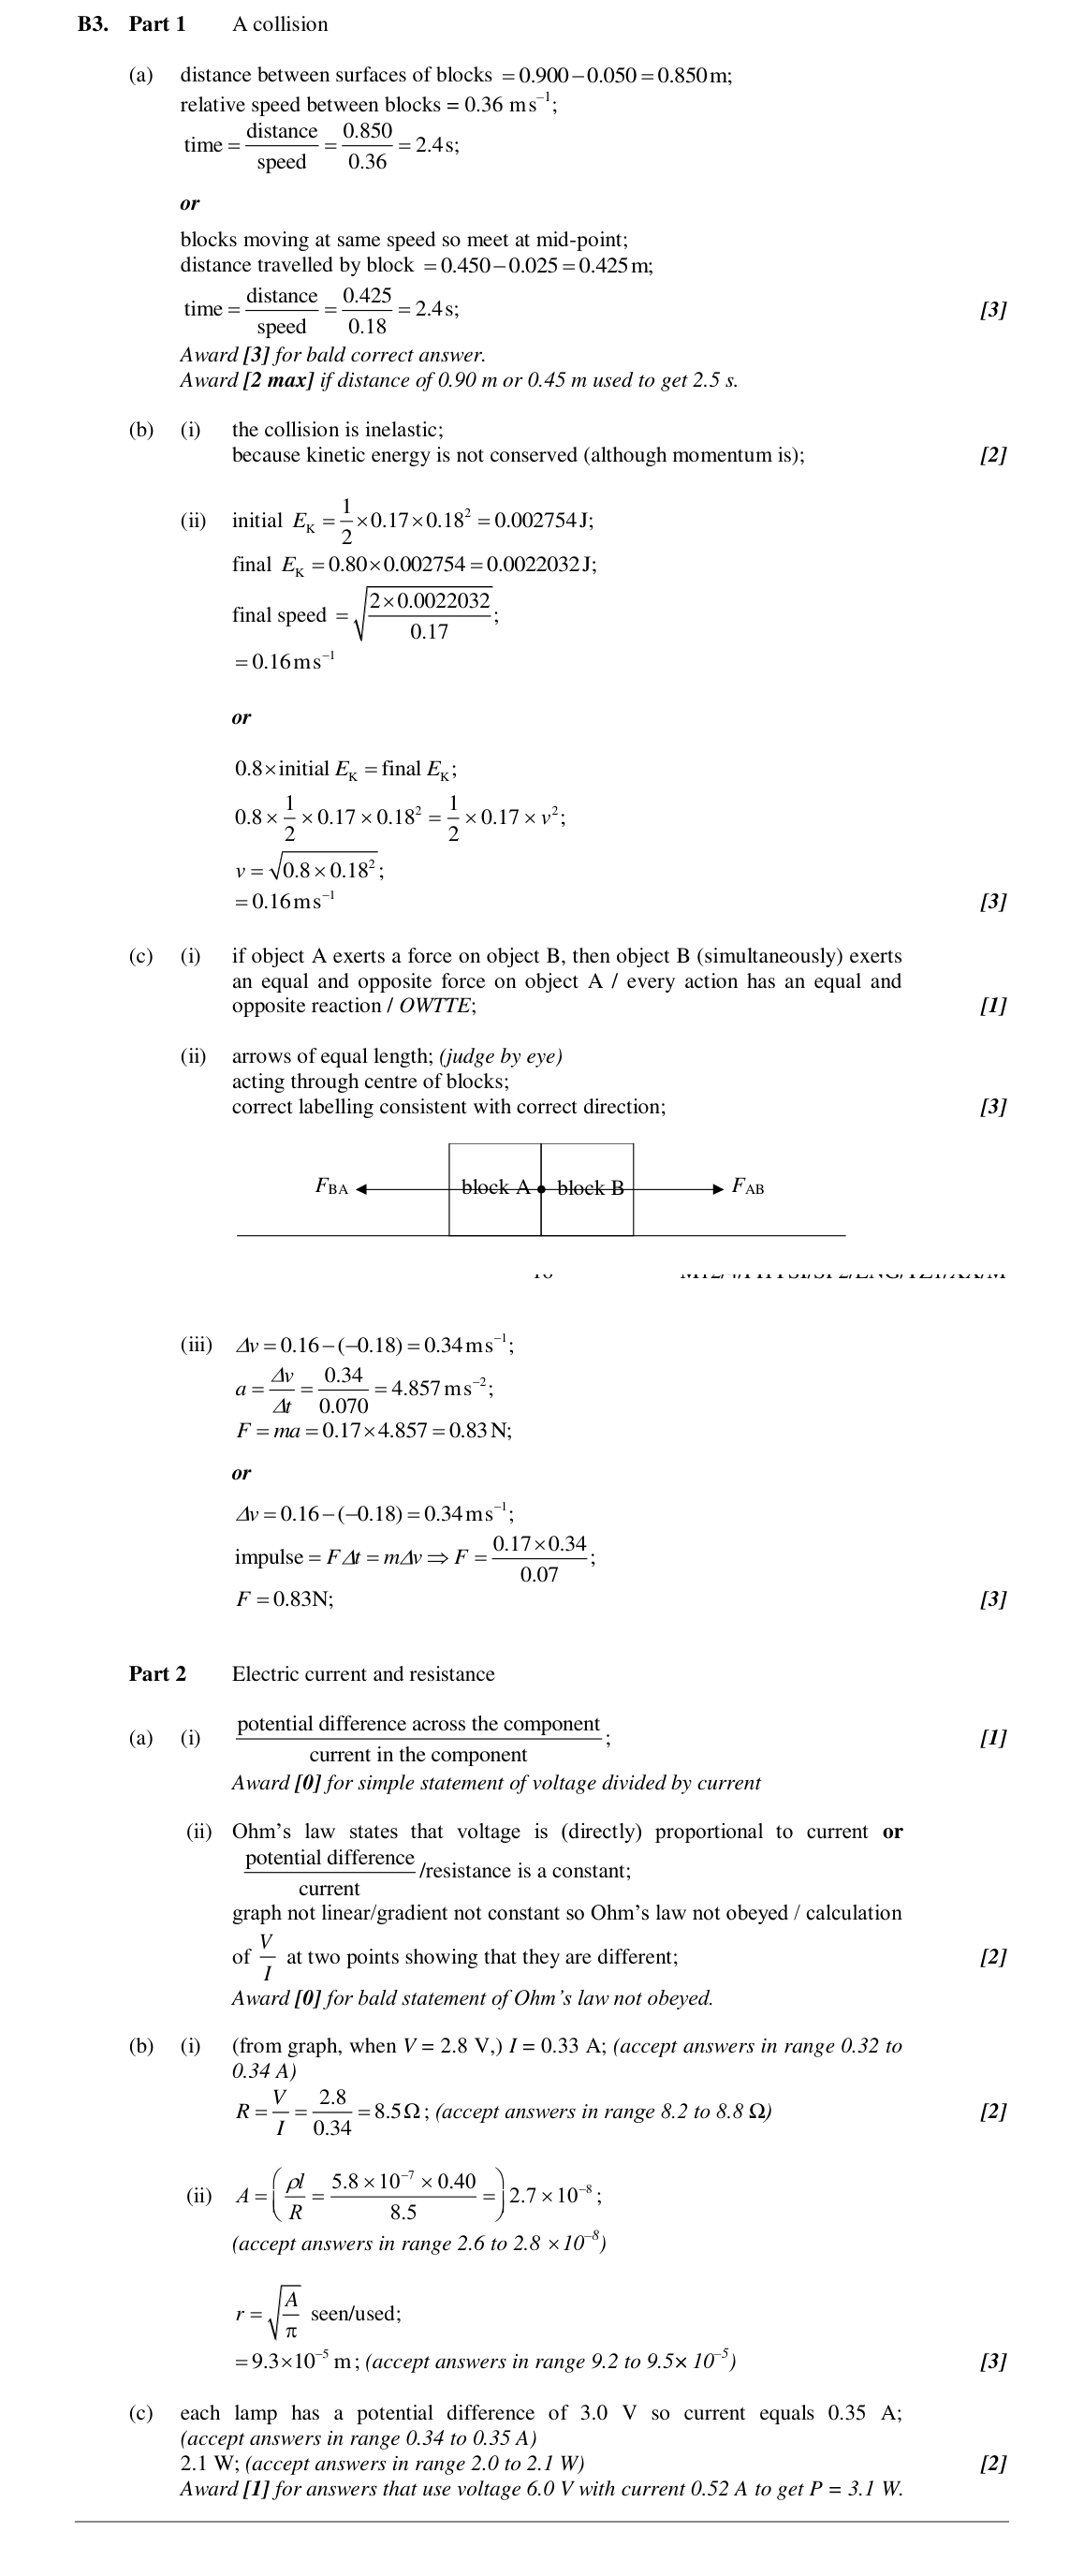 B3. Part 1 A collision
(a) distance between surfaces of blocks = 0.900 − 0.050 = 0.850 m;
relative speed between blocks = 0.36 m s⁻¹;
time = distance/speed = 0.850/0.36 = 2.4 s;
or
blocks moving at same speed so meet at mid-point;
distance travelled by block = 0.450 − 0.025 = 0.425 m;
time = distance/speed = 0.425/0.18 = 2.4 s; [3]
Award [3] for bald correct answer.
Award [2 max] if distance of 0.90 m or 0.45 m used to get 2.5 s.
(b) (i) the collision is inelastic;
because kinetic energy is not conserved (although momentum is); [2]
(ii) initial E_K = 1/2 × 0.17 × 0.18² = 0.002754 J;
final E_K = 0.80 × 0.002754 = 0.0022032 J;
final speed = √(2 × 0.0022032 / 0.17);
= 0.16 m s⁻¹
or
0.8 × initial E_K = final E_K;
0.8 × 1/2 × 0.17 × 0.18² = 1/2 × 0.17 × v²;
v = √(0.8 × 0.18²);
= 0.16 m s⁻¹ [3]
(c) (i) if object A exerts a force on object B, then object B (simultaneously) exerts
an equal and opposite force on object A / every action has an equal and
opposite reaction / OWTTE; [1]
(ii) arrows of equal length; (judge by eye)
acting through centre of blocks;
correct labelling consistent with correct direction; [3]
F_BA block A block B F_AB
(iii) Δv = 0.16 − (−0.18) = 0.34 m s⁻¹;
a = Δv/Δt = 0.34/0.070 = 4.857 m s⁻²;
F = ma = 0.17 × 4.857 = 0.83 N;
or
Δv = 0.16 − (−0.18) = 0.34 m s⁻¹;
impulse = FΔt = mΔv ⇒ F = 0.17 × 0.34/0.07;
F = 0.83N; [3]
Part 2 Electric current and resistance
(a) (i) potential difference across the component/current in the component; [1]
Award [0] for simple statement of voltage divided by current
(ii) Ohm's law states that voltage is (directly) proportional to current or
potential difference/current /resistance is a constant;
graph not linear/gradient not constant so Ohm's law not obeyed / calculation
of V/I at two points showing that they are different; [2]
Award [0] for bald statement of Ohm's law not obeyed.
(b) (i) (from graph, when V = 2.8 V,) I = 0.33 A; (accept answers in range 0.32 to
0.34 A)
R = V/I = 2.8/0.34 = 8.5 Ω; (accept answers in range 8.2 to 8.8 Ω) [2]
(ii) A = (ρl/R = 5.8 × 10⁻⁷ × 0.40/8.5 =) 2.7 × 10⁻⁸;
(accept answers in range 2.6 to 2.8 × 10⁻⁸)
r = √(A/π) seen/used;
= 9.3 × 10⁻⁵ m; (accept answers in range 9.2 to 9.5× 10⁻⁵) [3]
(c) each lamp has a potential difference of 3.0 V so current equals 0.35 A;
(accept answers in range 0.34 to 0.35 A)
2.1 W; (accept answers in range 2.0 to 2.1 W) [2]
Award [1] for answers that use voltage 6.0 V with current 0.52 A to get P = 3.1 W.